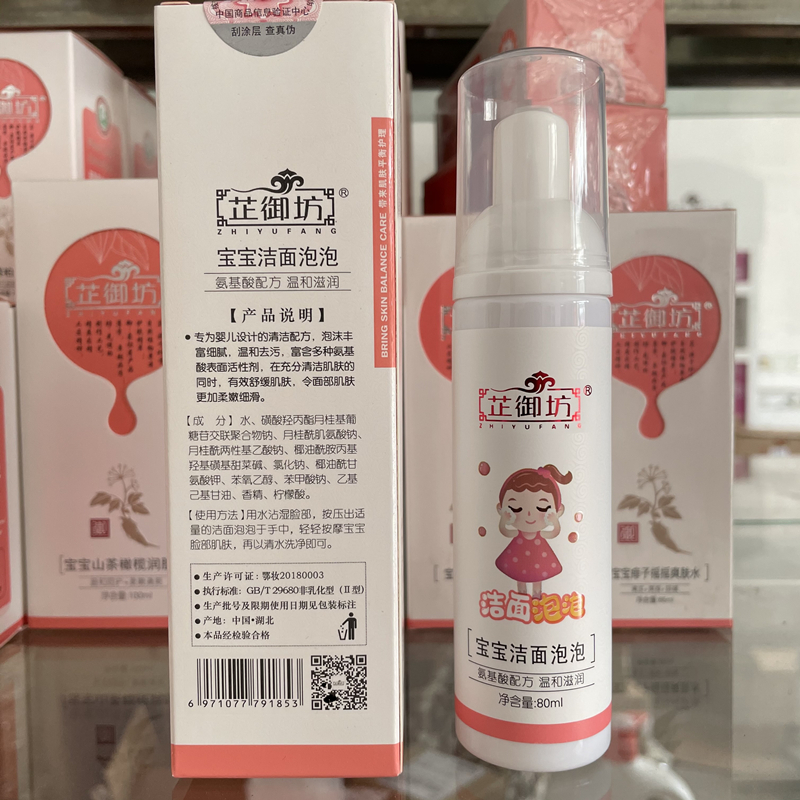 中国商品信息验证中心
刮涂层 查真伪
芷御坊®
ZHIYUFANG
宝宝洁面泡泡
氨基酸配方 温和滋润
BRING SKIN BALANCE CARE 带来肌肤平衡护理
【产品说明】
●专为婴儿设计的清洁配方，泡沫丰
富细腻，温和去污，富含多种氨基
酸表面活性剂，在充分清洁肌肤的
同时，有效舒缓肌肤，令面部肌肤
更加柔嫩细滑。
【成 分】水、磺酸羟丙酯月桂基葡
糖苷交联聚合物钠、月桂酰肌氨酸钠、
月桂酰两性基乙酸钠、椰油酰胺丙基
羟基磺基甜菜碱、氯化钠、椰油酰甘
氨酸钾、苯氧乙醇、苯甲酸钠、乙基
己基甘油、香精、柠檬酸。
【使用方法】用水沾湿脸部，按压出适
量的洁面泡泡于手中，轻轻按摩宝宝
脸部肌肤，再以清水洗净即可。
●生产许可证：鄂妆20180003
●执行标准：GB/T 29680非乳化型（II型）
●生产批号及限期使用日期见包装标注
●产地：中国·湖北
●本品经检验合格
6 971077 791853
芷御坊®
ZHIYUFANG
洁面泡泡
［宝宝洁面泡泡］
氨基酸配方 温和滋润
净含量:80ml
芷御坊
芷御坊
ZHIYUFANG
宝宝山茶橄榄润肤
净含量:100ml
芷御坊
ZHIYUFANG
宝宝痱子摇摇爽肤水